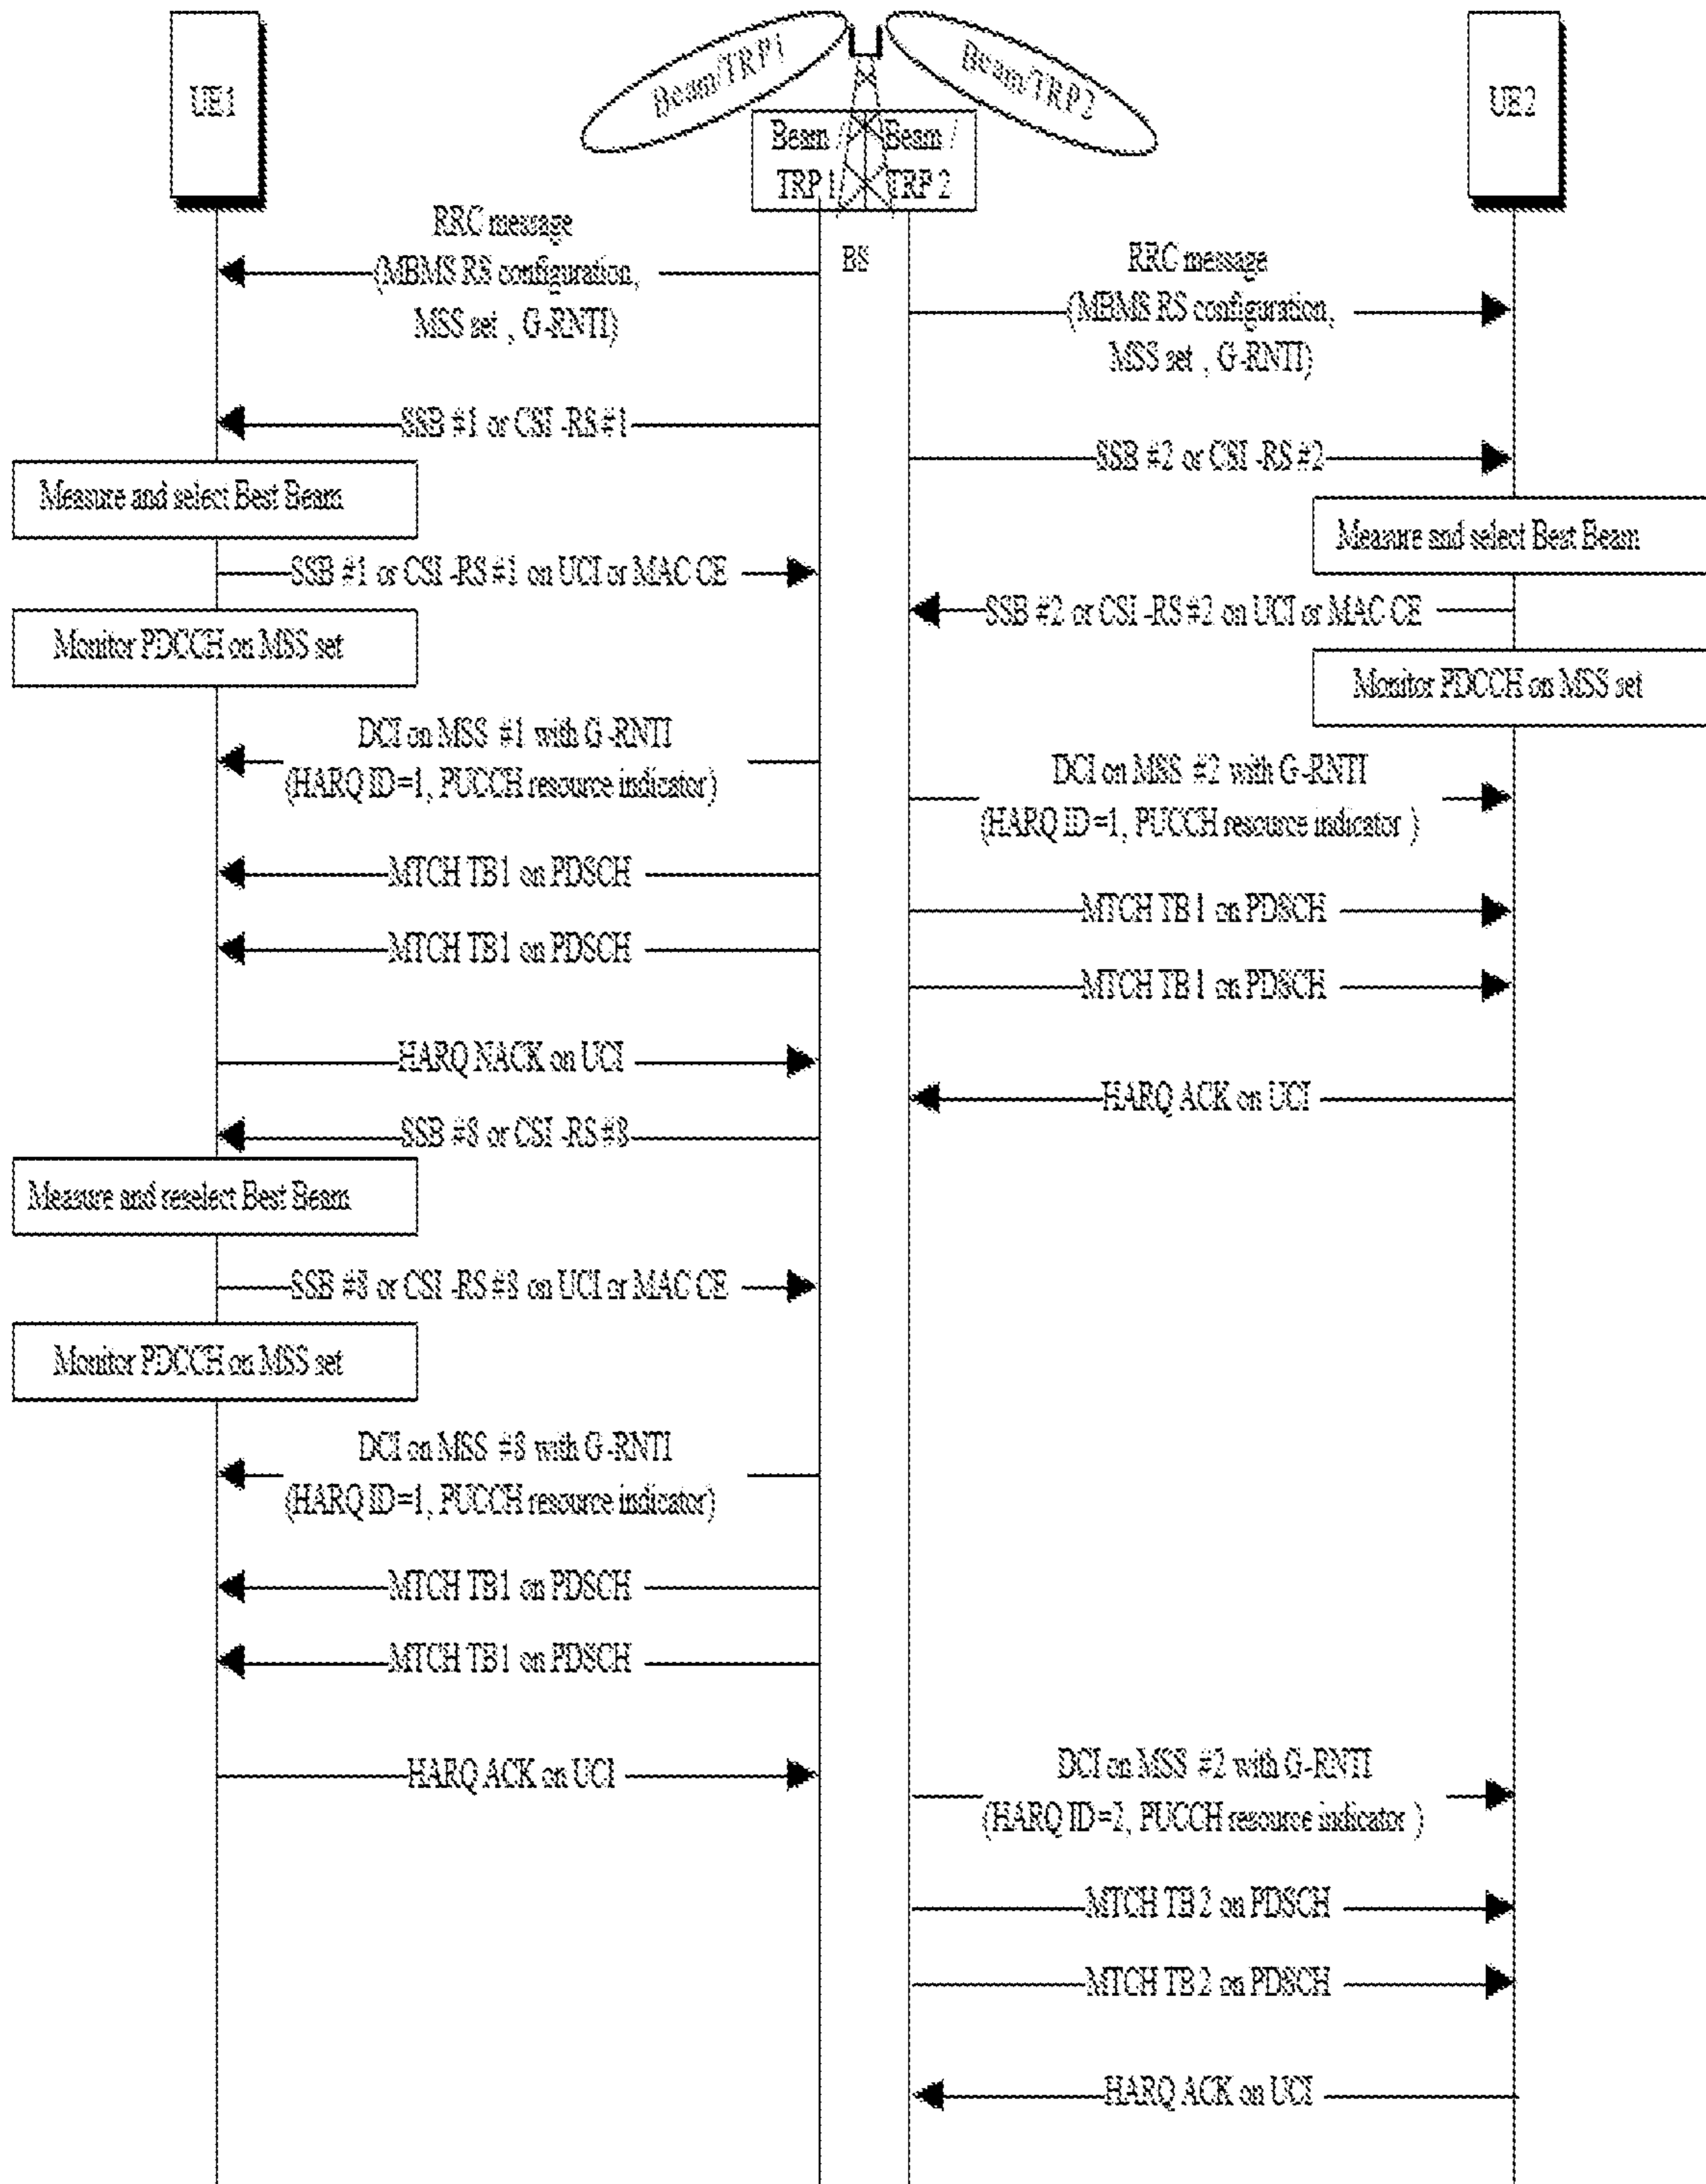 UE1
Beam/TRP1
Beam/TRP2
Beam /
TRP 1
Beam /
TRP 2
UE2
BS
RRC message
(MBMS RS configuration,
MSS set , G-RNTI)
RRC message
(MBMS RS configuration,
MSS set , G-RNTI)
SSB #1 or CSI -RS #1
SSB #2 or CSI -RS #2
Measure and select Best Beam
Measure and select Best Beam
SSB #1 or CSI -RS #1 on UCI or MAC CE
SSB #2 or CSI -RS #2 on UCI or MAC CE
Monitor PDCCH on MSS set
Monitor PDCCH on MSS set
DCI on MSS #1 with G -RNTI
(HARQ ID=1, PUCCH resource indicator)
DCI on MSS #2 with G-RNTI
(HARQ ID=1, PUCCH resource indicator )
MTCH TB1 on PDSCH
MTCH TB 1 on PDSCH
MTCH TB1 on PDSCH
MTCH TB 1 on PDSCH
HARQ NACK on UCI
HARQ ACK on UCI
SSB #8 or CSI -RS #8
Measure and reselect Best Beam
SSB #8 or CSI -RS #8 on UCI or MAC CE
Monitor PDCCH on MSS set
DCI on MSS #8 with G -RNTI
(HARQ ID=1, PUCCH resource indicator)
MTCH TB1 on PDSCH
MTCH TB1 on PDSCH
HARQ ACK on UCI
DCI on MSS #2 with G-RNTI
(HARQ ID=2, PUCCH resource indicator )
MTCH TB 2 on PDSCH
MTCH TB 2 on PDSCH
HARQ ACK on UCI